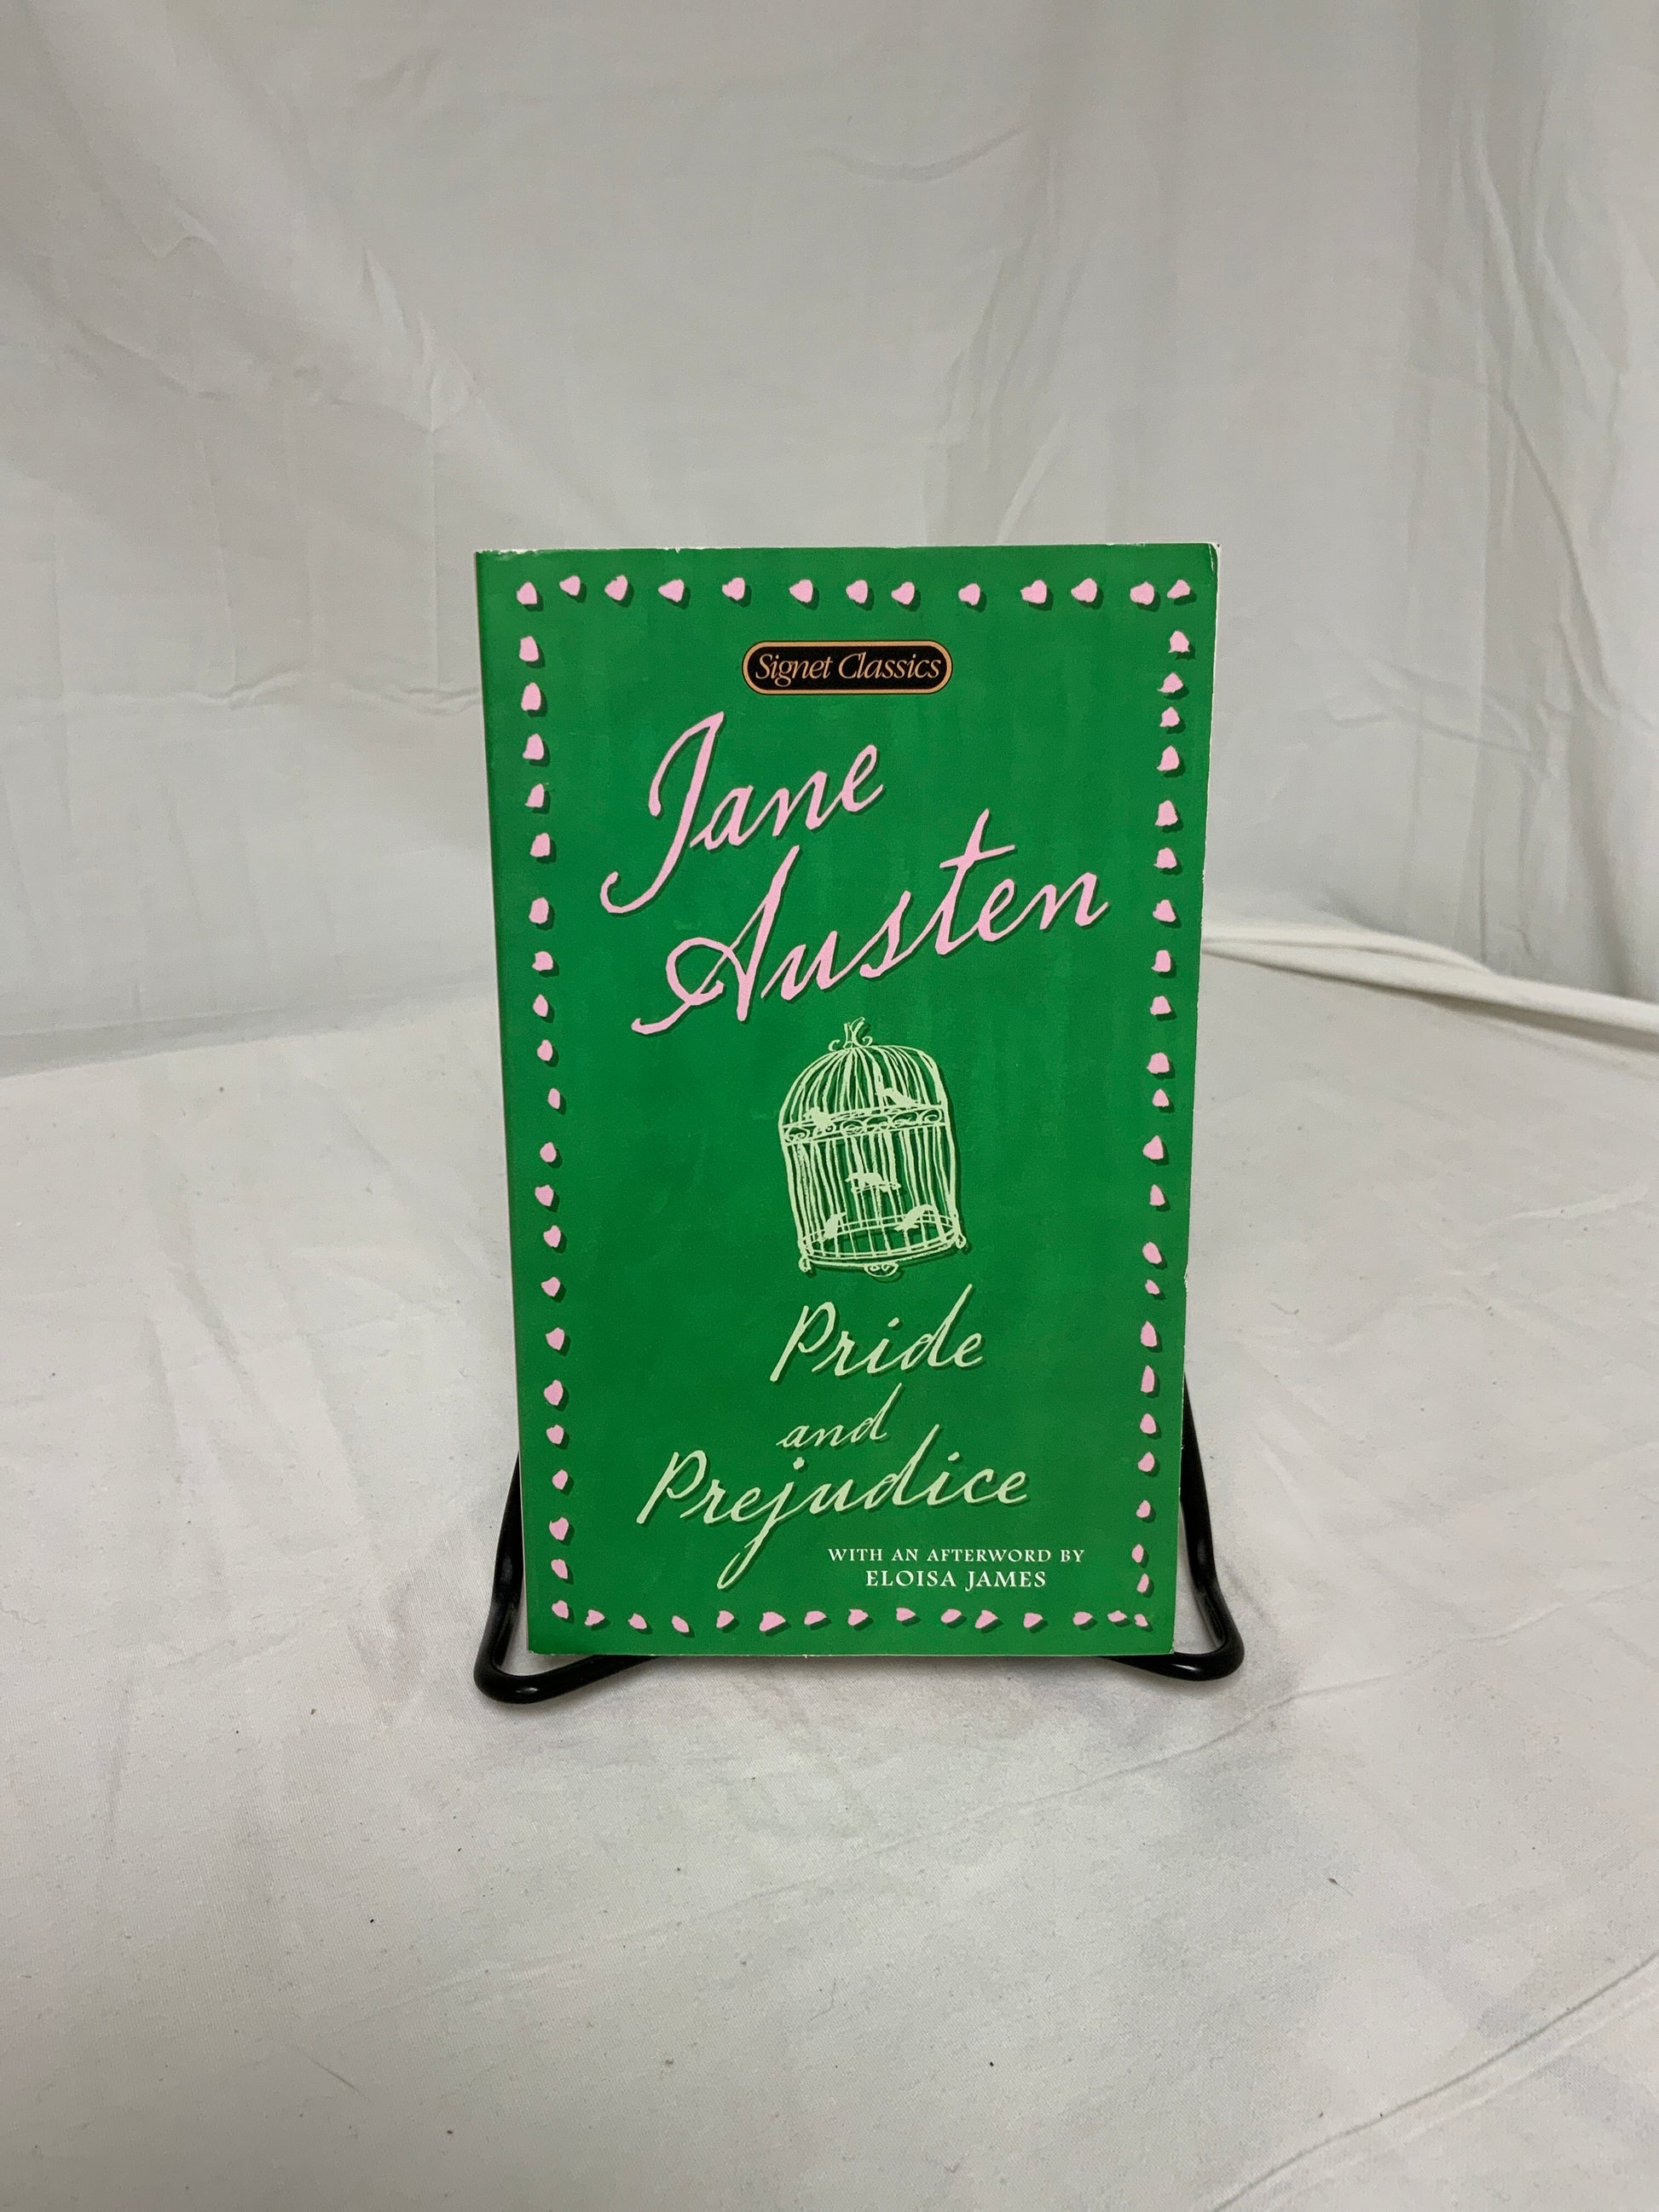 Signet Classics
Jane
Austen
Pride
and
Prejudice
WITH AN AFTERWORD BY
ELOISA JAMES